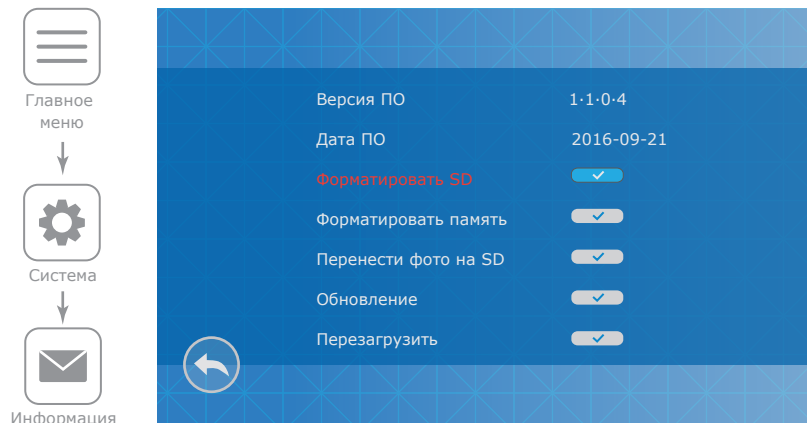 Главное
меню
Система
Информация
Версия ПО 1·1·0·4
Дата ПО 2016-09-21
Форматировать SD
Форматировать память
Перенести фото на SD
Обновление
Перезагрузить